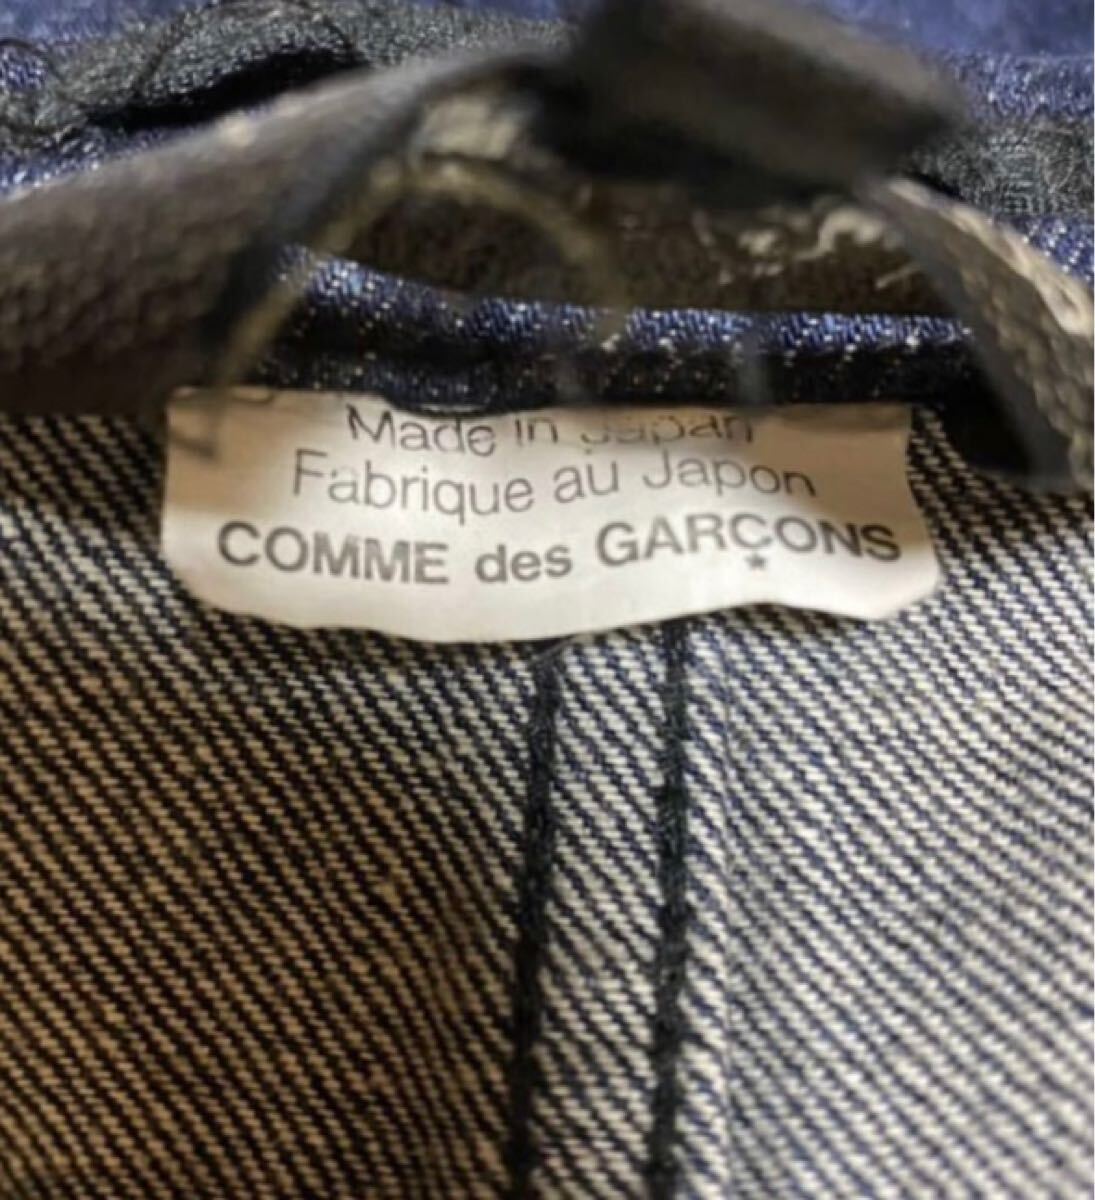 Made in Japan
Fabrique au Japon
COMME des GARÇONS